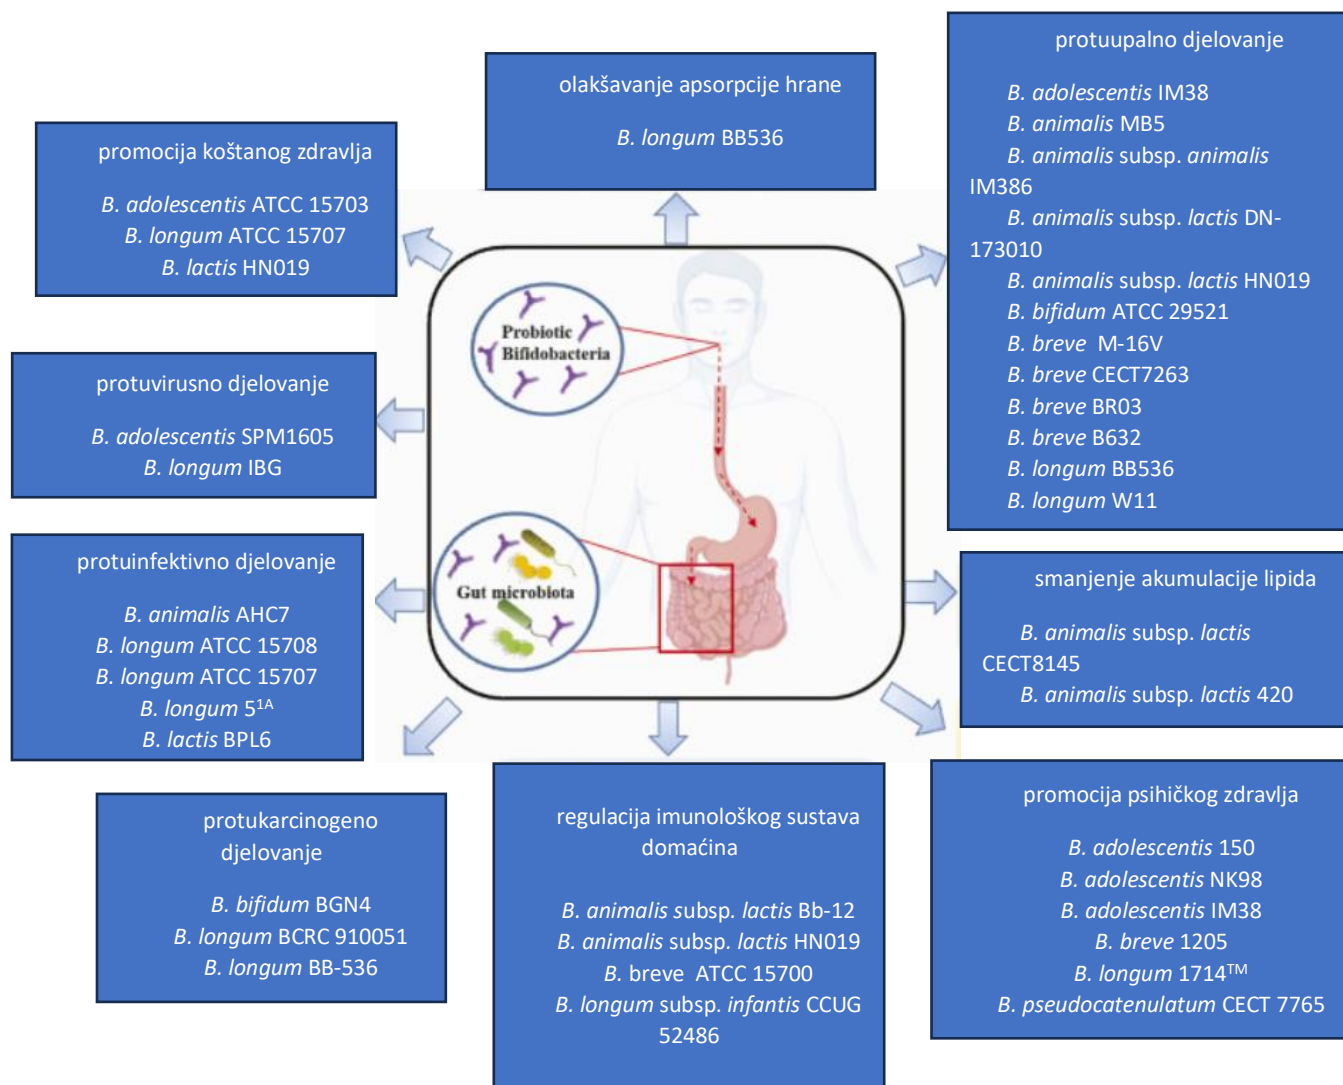 olakšavanje apsorpcije hrane
B. longum BB536
protuupalno djelovanje
B. adolescentis IM38
B. animalis MB5
B. animalis subsp. animalis
IM386
B. animalis subsp. lactis DN-
173010
B. animalis subsp. lactis HN019
B. bifidum ATCC 29521
B. breve M-16V
B. breve CECT7263
B. breve BR03
B. breve B632
B. longum BB536
B. longum W11
promocija koštanog zdravlja
B. adolescentis ATCC 15703
B. longum ATCC 15707
B. lactis HN019
Probiotic
Bifidobacteria
protuvirusno djelovanje
B. adolescentis SPM1605
B. longum IBG
protuinfektivno djelovanje
B. animalis AHC7
B. longum ATCC 15708
B. longum ATCC 15707
B. longum 5¹ᴬ
B. lactis BPL6
Gut microbiota
smanjenje akumulacije lipida
B. animalis subsp. lactis
CECT8145
B. animalis subsp. lactis 420
protukarcinogeno
djelovanje
B. bifidum BGN4
B. longum BCRC 910051
B. longum BB-536
regulacija imunološkog sustava
domaćina
B. animalis subsp. lactis Bb-12
B. animalis subsp. lactis HN019
B. breve ATCC 15700
B. longum subsp. infantis CCUG
52486
promocija psihičkog zdravlja
B. adolescentis 150
B. adolescentis NK98
B. adolescentis IM38
B. breve 1205
B. longum 1714™
B. pseudocatenulatum CECT 7765